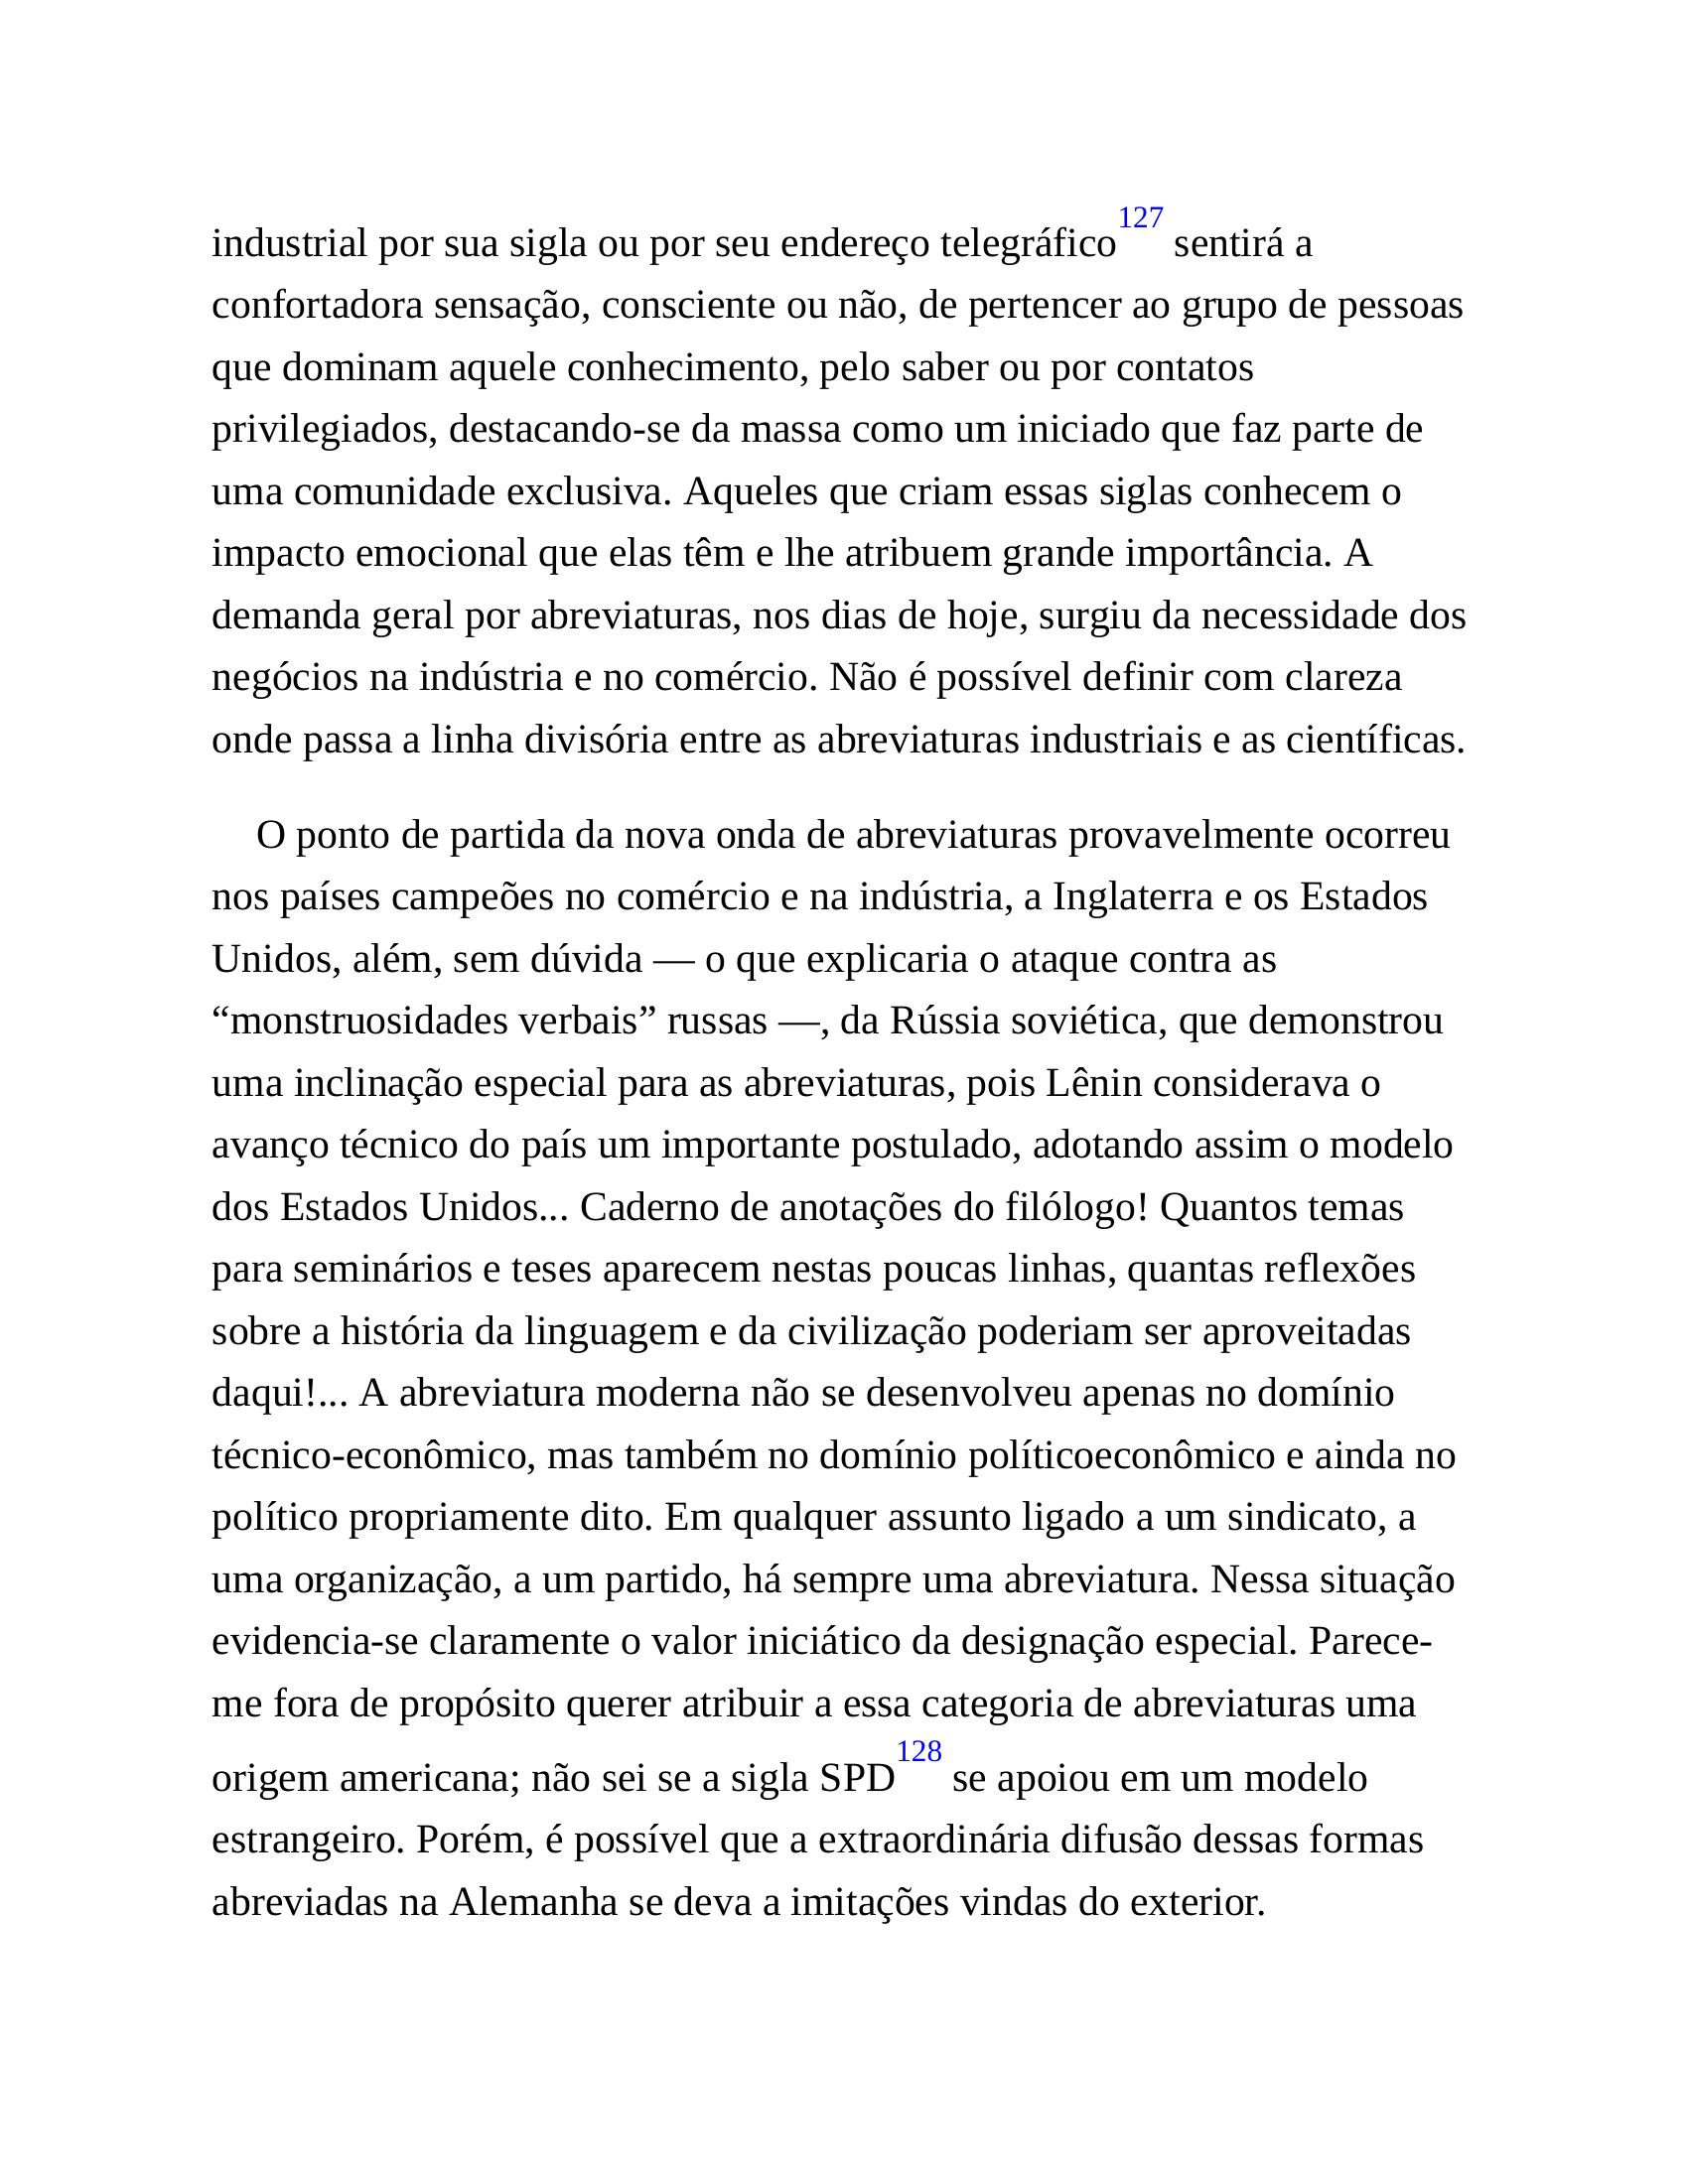 industrial por sua sigla ou por seu endereço telegráfico127 sentirá a
confortadora sensação, consciente ou não, de pertencer ao grupo de pessoas
que dominam aquele conhecimento, pelo saber ou por contatos
privilegiados, destacando-se da massa como um iniciado que faz parte de
uma comunidade exclusiva. Aqueles que criam essas siglas conhecem o
impacto emocional que elas têm e lhe atribuem grande importância. A
demanda geral por abreviaturas, nos dias de hoje, surgiu da necessidade dos
negócios na indústria e no comércio. Não é possível definir com clareza
onde passa a linha divisória entre as abreviaturas industriais e as científicas.
O ponto de partida da nova onda de abreviaturas provavelmente ocorreu
nos países campeões no comércio e na indústria, a Inglaterra e os Estados
Unidos, além, sem dúvida — o que explicaria o ataque contra as
“monstruosidades verbais” russas —, da Rússia soviética, que demonstrou
uma inclinação especial para as abreviaturas, pois Lênin considerava o
avanço técnico do país um importante postulado, adotando assim o modelo
dos Estados Unidos... Caderno de anotações do filólogo! Quantos temas
para seminários e teses aparecem nestas poucas linhas, quantas reflexões
sobre a história da linguagem e da civilização poderiam ser aproveitadas
daqui!... A abreviatura moderna não se desenvolveu apenas no domínio
técnico-econômico, mas também no domínio políticoeconômico e ainda no
político propriamente dito. Em qualquer assunto ligado a um sindicato, a
uma organização, a um partido, há sempre uma abreviatura. Nessa situação
evidencia-se claramente o valor iniciático da designação especial. Parece-
me fora de propósito querer atribuir a essa categoria de abreviaturas uma
origem americana; não sei se a sigla SPD128 se apoiou em um modelo
estrangeiro. Porém, é possível que a extraordinária difusão dessas formas
abreviadas na Alemanha se deva a imitações vindas do exterior.